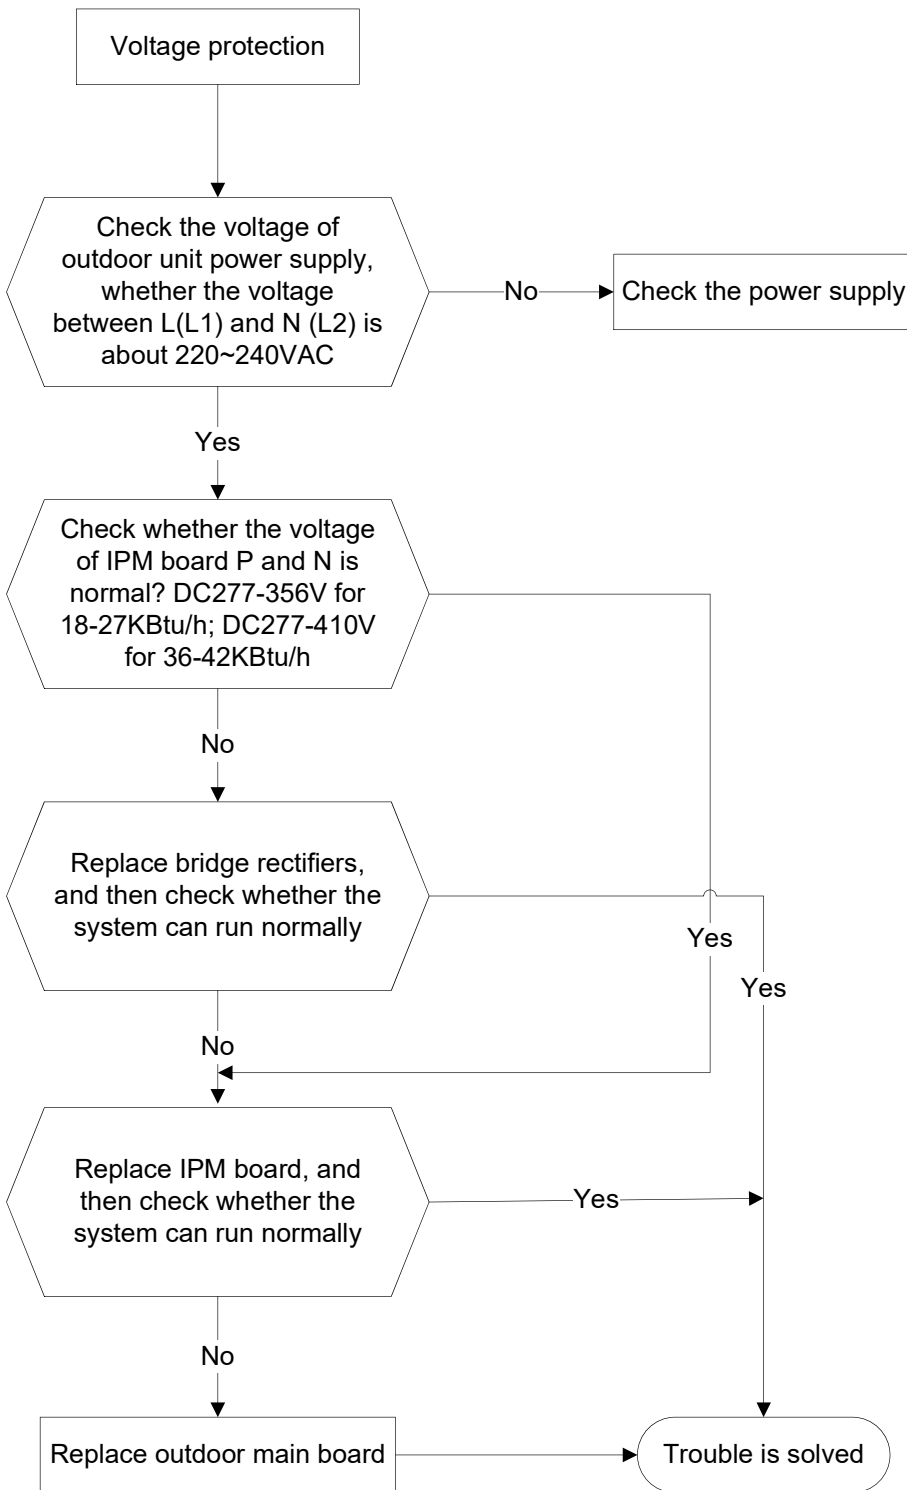 Voltage protection
Check the voltage of
outdoor unit power supply,
whether the voltage
between L(L1) and N (L2) is
about 220~240VAC
No
Check the power supply
Yes
Check whether the voltage
of IPM board P and N is
normal? DC277-356V for
18-27KBtu/h; DC277-410V
for 36-42KBtu/h
No
Replace bridge rectifiers,
and then check whether the
system can run normally
Yes
Yes
No
Replace IPM board, and
then check whether the
system can run normally
Yes
No
Replace outdoor main board
Trouble is solved